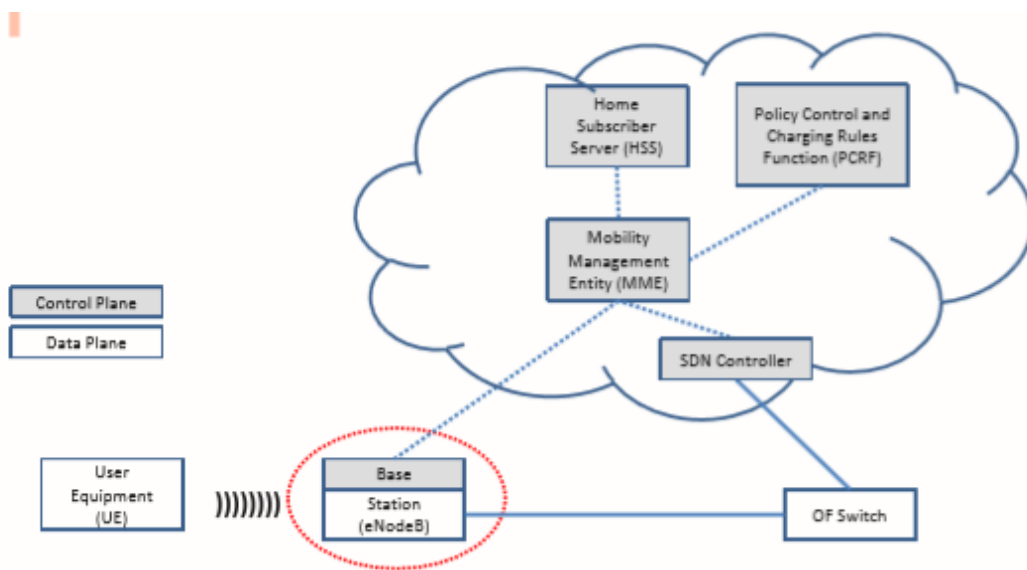 Home
Subscriber
Server (HSS)
Policy Control and
Charging Rules
Function (PCRF)
Mobility
Management
Entity (MME)
Control Plane
Data Plane
SDN Controller
User
Equipment
(UE)
Base
Station
(eNodeB)
OF Switch